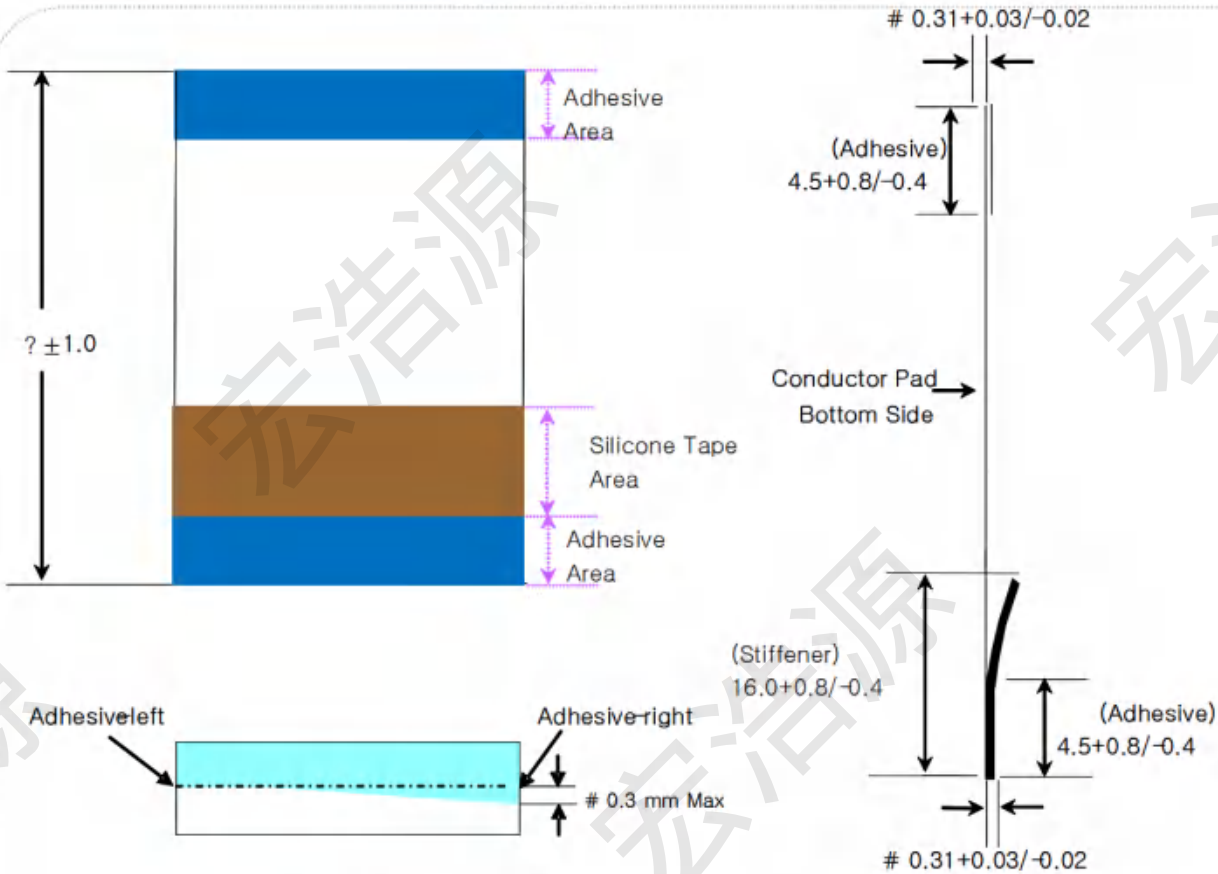 # 0.31+0.03/-0.02
Adhesive
Area
(Adhesive)
4.5+0.8/-0.4
? ±1.0
Conductor Pad
Bottom Side
Silicone Tape
Area
Adhesive
Area
(Stiffener)
16.0+0.8/-0.4
(Adhesive)
4.5+0.8/-0.4
Adhesive-left
Adhesive-right
# 0.3 mm Max
# 0.31+0.03/-0.02
宏浩源
宏
源
宏浩源